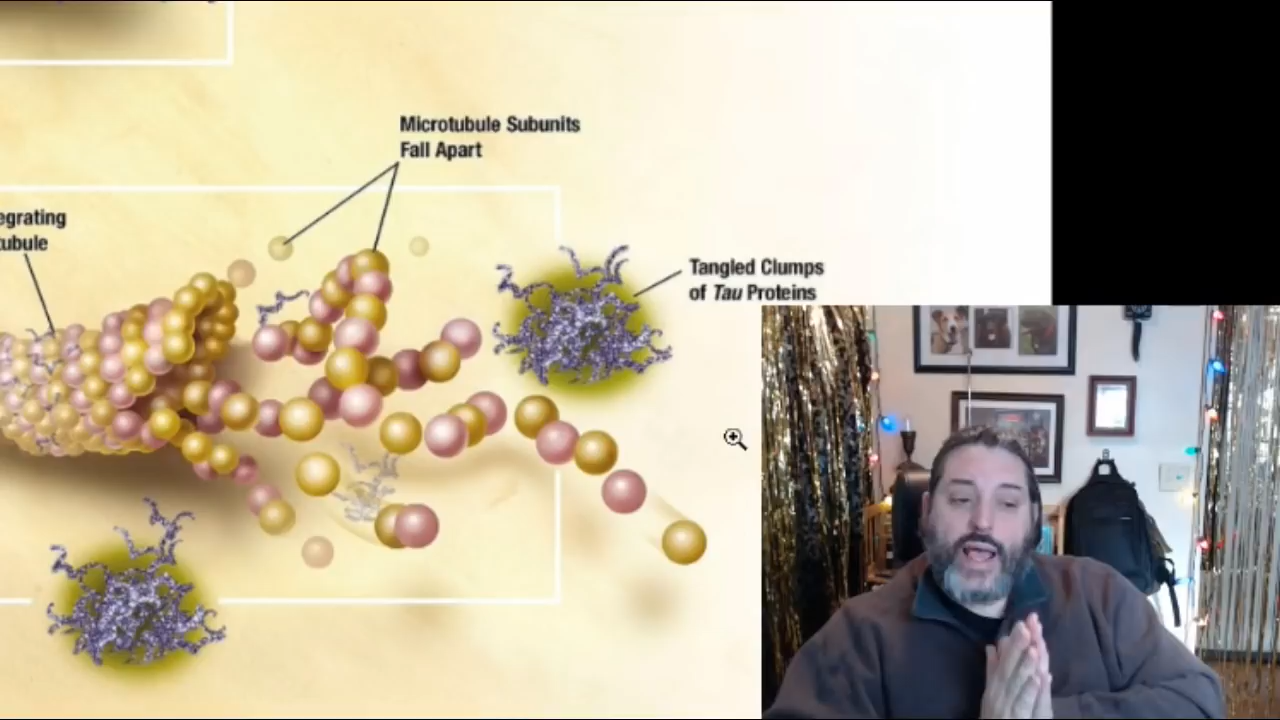 Microtubule Subunits
Fall Apart
egrating
tubule
Tangled Clumps
of Tau Proteins